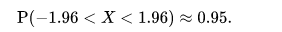 P(−1.96 < X < 1.96) ≈ 0.95.